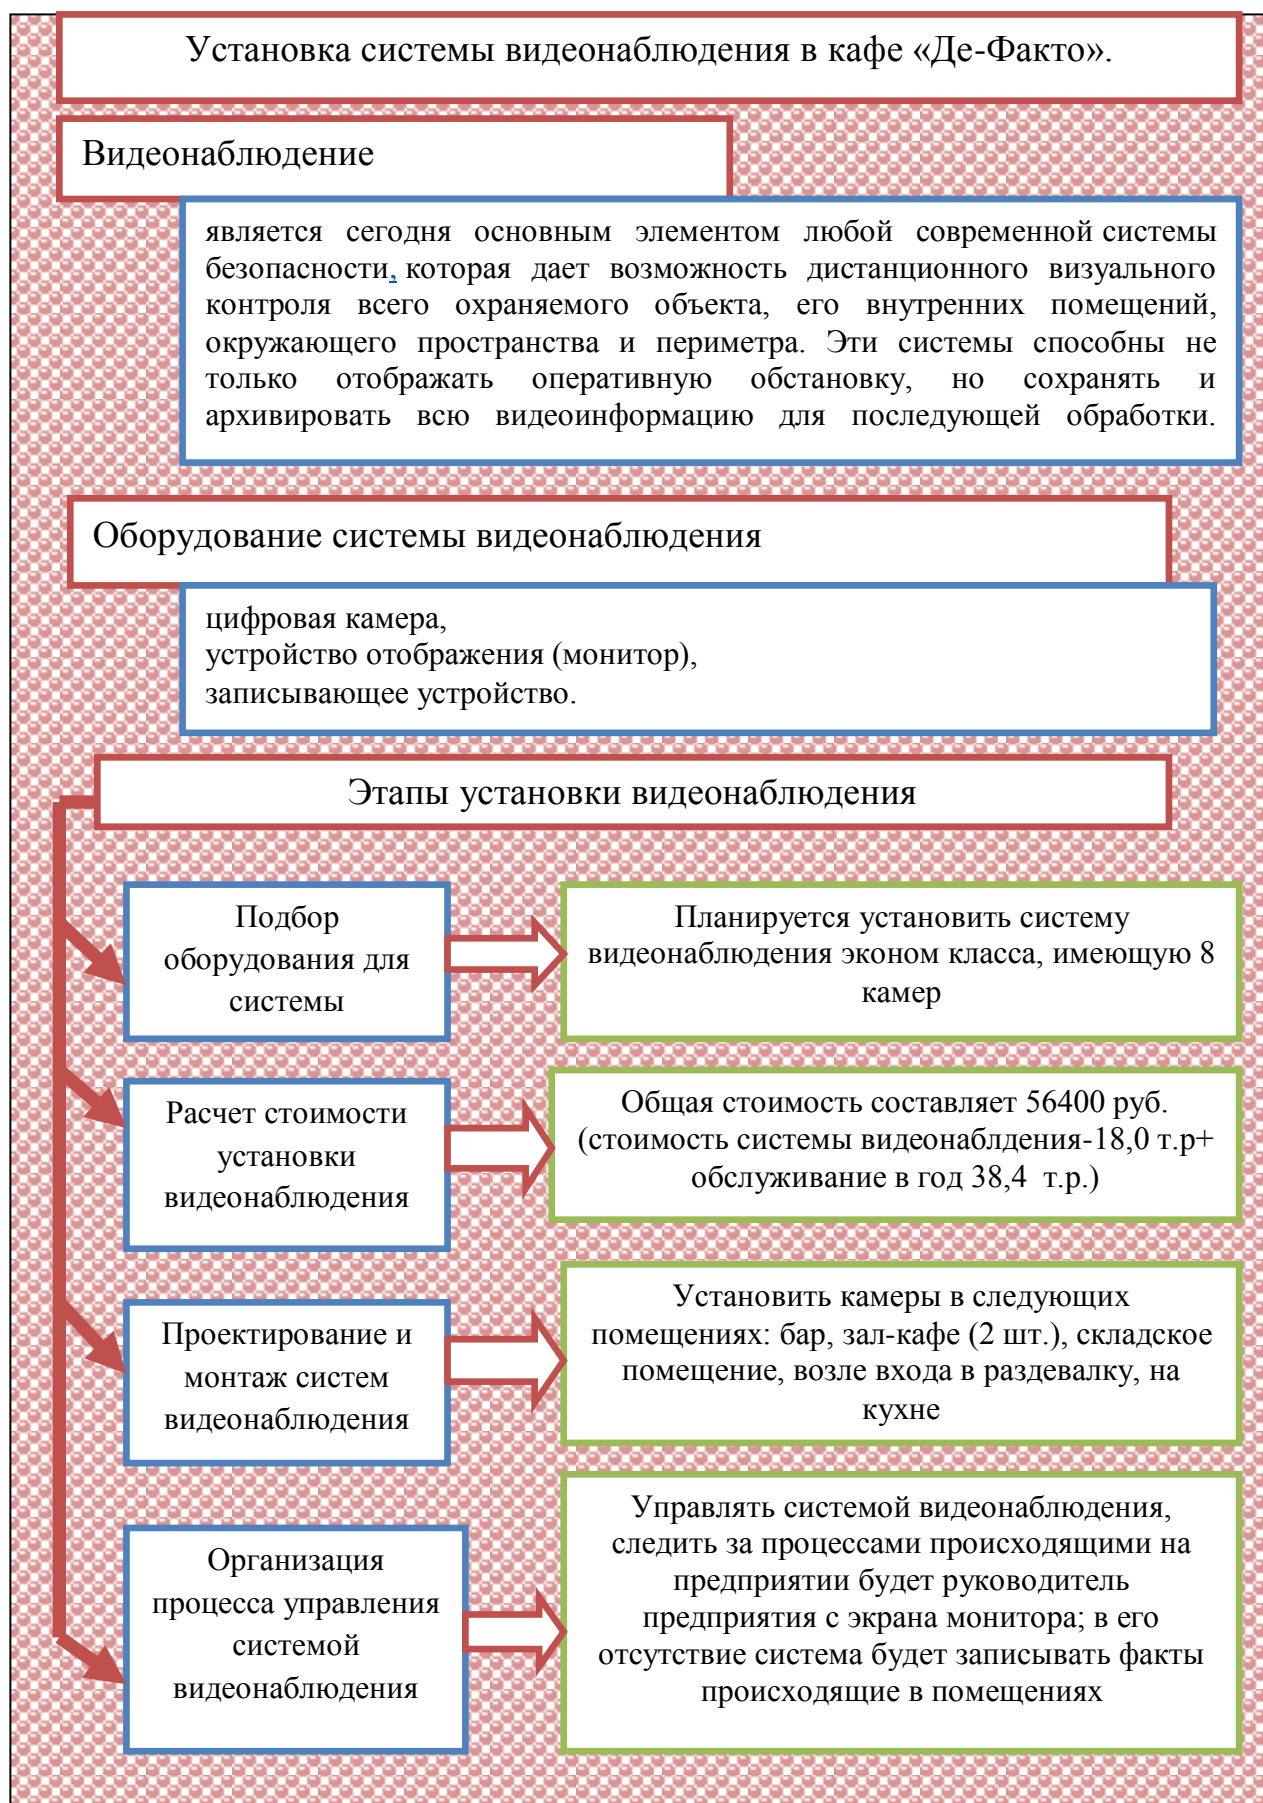 Установка системы видеонаблюдения в кафе «Де-Факто».
Видеонаблюдение
является сегодня основным элементом любой современной системы
безопасности, которая дает возможность дистанционного визуального
контроля всего охраняемого объекта, его внутренних помещений,
окружающего пространства и периметра. Эти системы способны не
только отображать оперативную обстановку, но сохранять и
архивировать всю видеоинформацию для последующей обработки.
Оборудование системы видеонаблюдения
цифровая камера,
устройство отображения (монитор),
записывающее устройство.
Этапы установки видеонаблюдения
Подбор
оборудования для
системы
Планируется установить систему
видеонаблюдения эконом класса, имеющую 8
камер
Расчет стоимости
установки
видеонаблюдения
Общая стоимость составляет 56400 руб.
(стоимость системы видеонаблдения-18,0 т.р+
обслуживание в год 38,4 т.р.)
Проектирование и
монтаж систем
видеонаблюдения
Установить камеры в следующих
помещениях: бар, зал-кафе (2 шт.), складское
помещение, возле входа в раздевалку, на
кухне
Организация
процесса управления
системой
видеонаблюдения
Управлять системой видеонаблюдения,
следить за процессами происходящими на
предприятии будет руководитель
предприятия с экрана монитора; в его
отсутствие система будет записывать факты
происходящие в помещениях